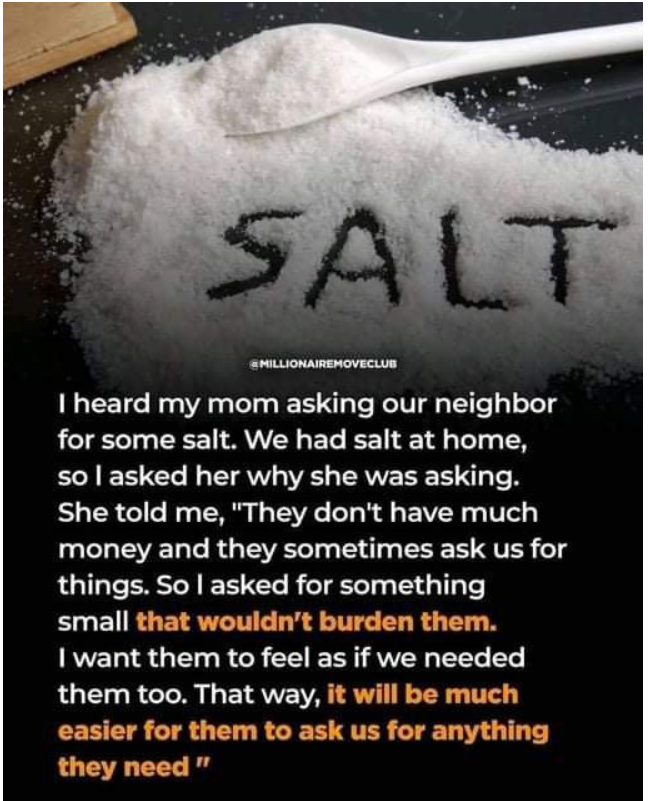 SALT
@MILLIONAIREMOVECLUB
I heard my mom asking our neighbor
for some salt. We had salt at home,
so I asked her why she was asking.
She told me, "They don't have much
money and they sometimes ask us for
things. So I asked for something
small that wouldn't burden them.
I want them to feel as if we needed
them too. That way, it will be much
easier for them to ask us for anything
they need "